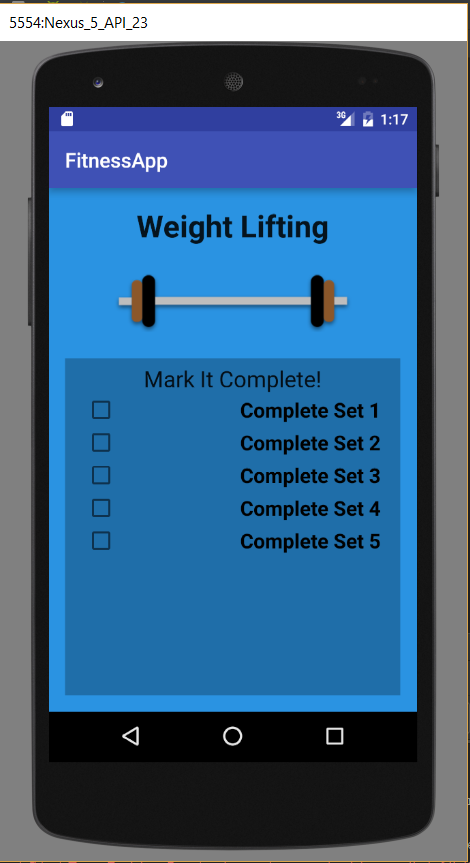 5554:Nexus_5_API_23
3G 1:17
FitnessApp
Weight Lifting
Mark It Complete!
Complete Set 1
Complete Set 2
Complete Set 3
Complete Set 4
Complete Set 5